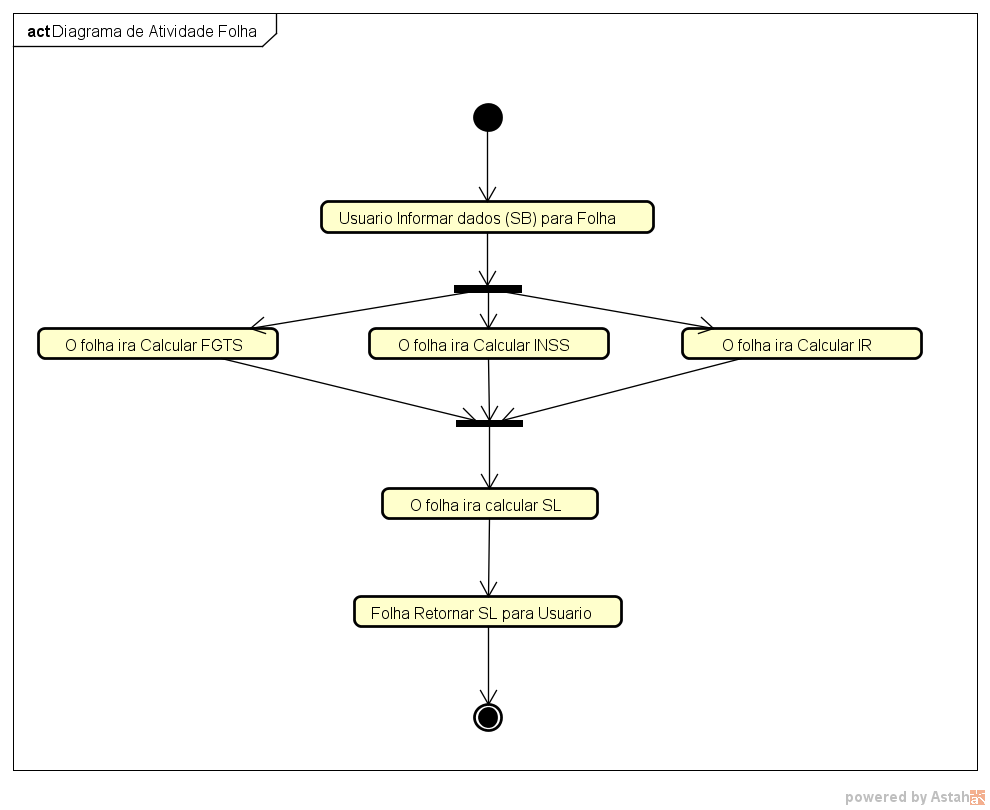 act Diagrama de Atividade Folha
Usuario Informar dados (SB) para Folha
O folha ira Calcular FGTS
O folha ira Calcular INSS
O folha ira Calcular IR
O folha ira calcular SL
Folha Retornar SL para Usuario
powered by Astah